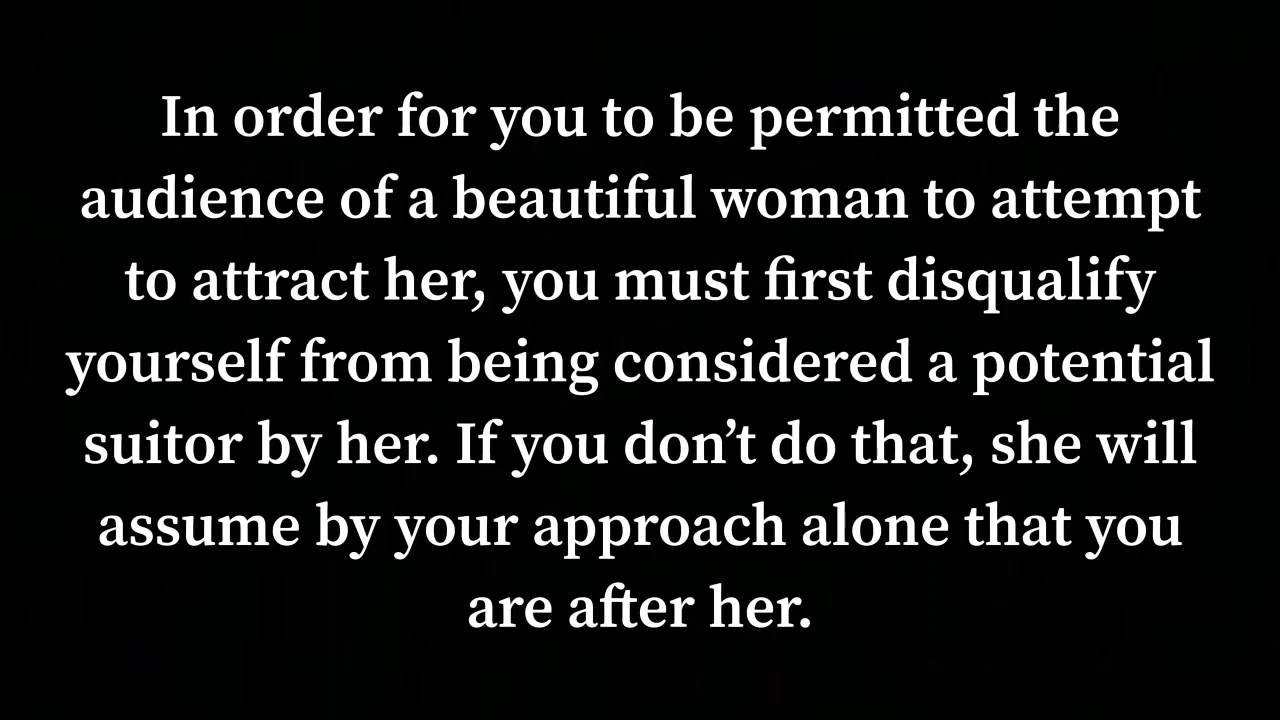 In order for you to be permitted the
audience of a beautiful woman to attempt
to attract her, you must first disqualify
yourself from being considered a potential
suitor by her. If you don’t do that, she will
assume by your approach alone that you
are after her.